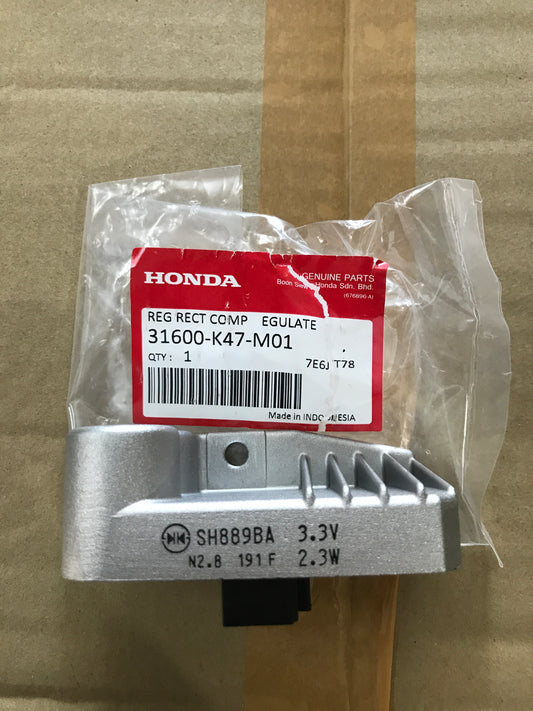 HONDA
GENUINE PARTS
Boon Honda Sdn. Bhd.
(676896-A)
REG RECT COMP EGULATE
31600-K47-M01
QTY : 1
7E6J T78
Made in INDONESIA
SH889BA 3.3V
N2.8 191F 2.3W